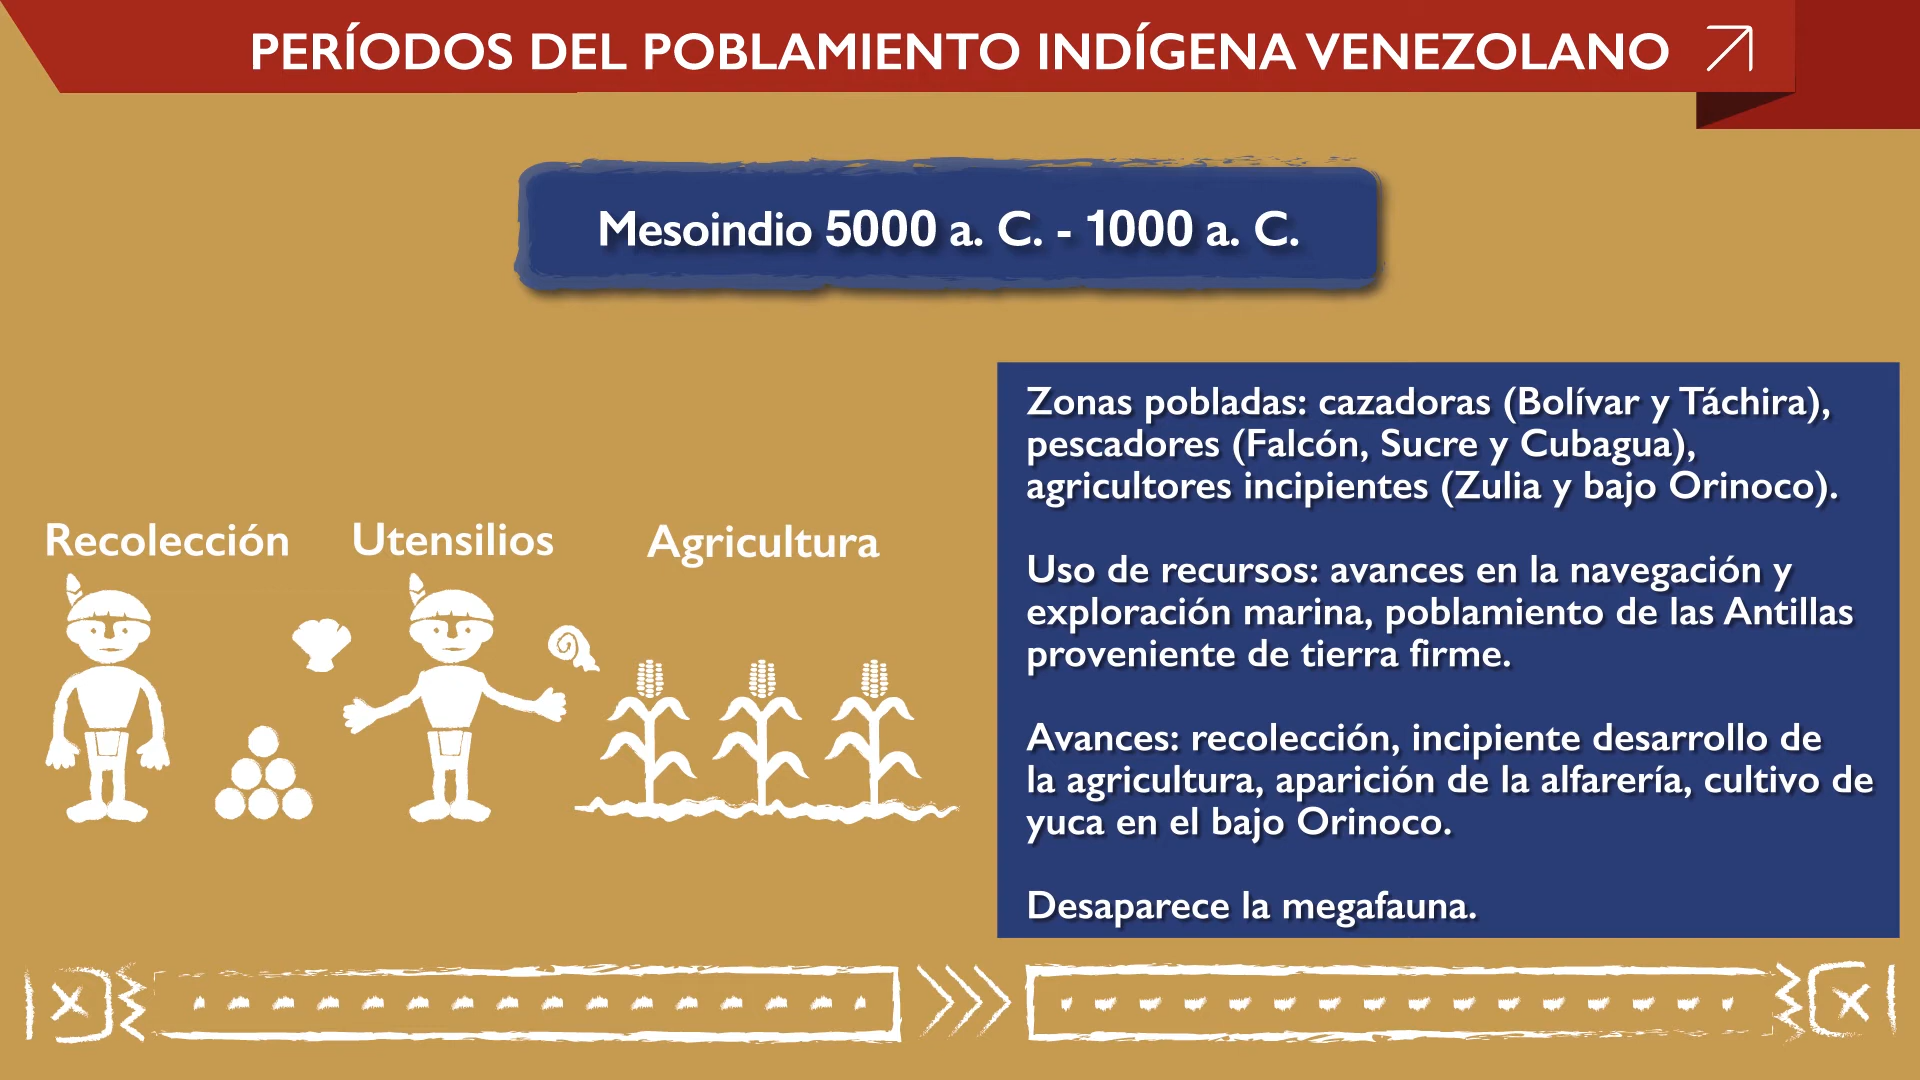 PERÍODOS DEL POBLAMIENTO INDÍGENA VENEZOLANO
Mesoindio 5000 a. C. - 1000 a. C.
Recolección
Utensilios
Agricultura
Zonas pobladas: cazadoras (Bolívar y Táchira),
pescadores (Falcón, Sucre y Cubagua),
agricultores incipientes (Zulia y bajo Orinoco).
Uso de recursos: avances en la navegación y
exploración marina, poblamiento de las Antillas
proveniente de tierra firme.
Avances: recolección, incipiente desarrollo de
la agricultura, aparición de la alfarería, cultivo de
yuca en el bajo Orinoco.
Desaparece la megafauna.